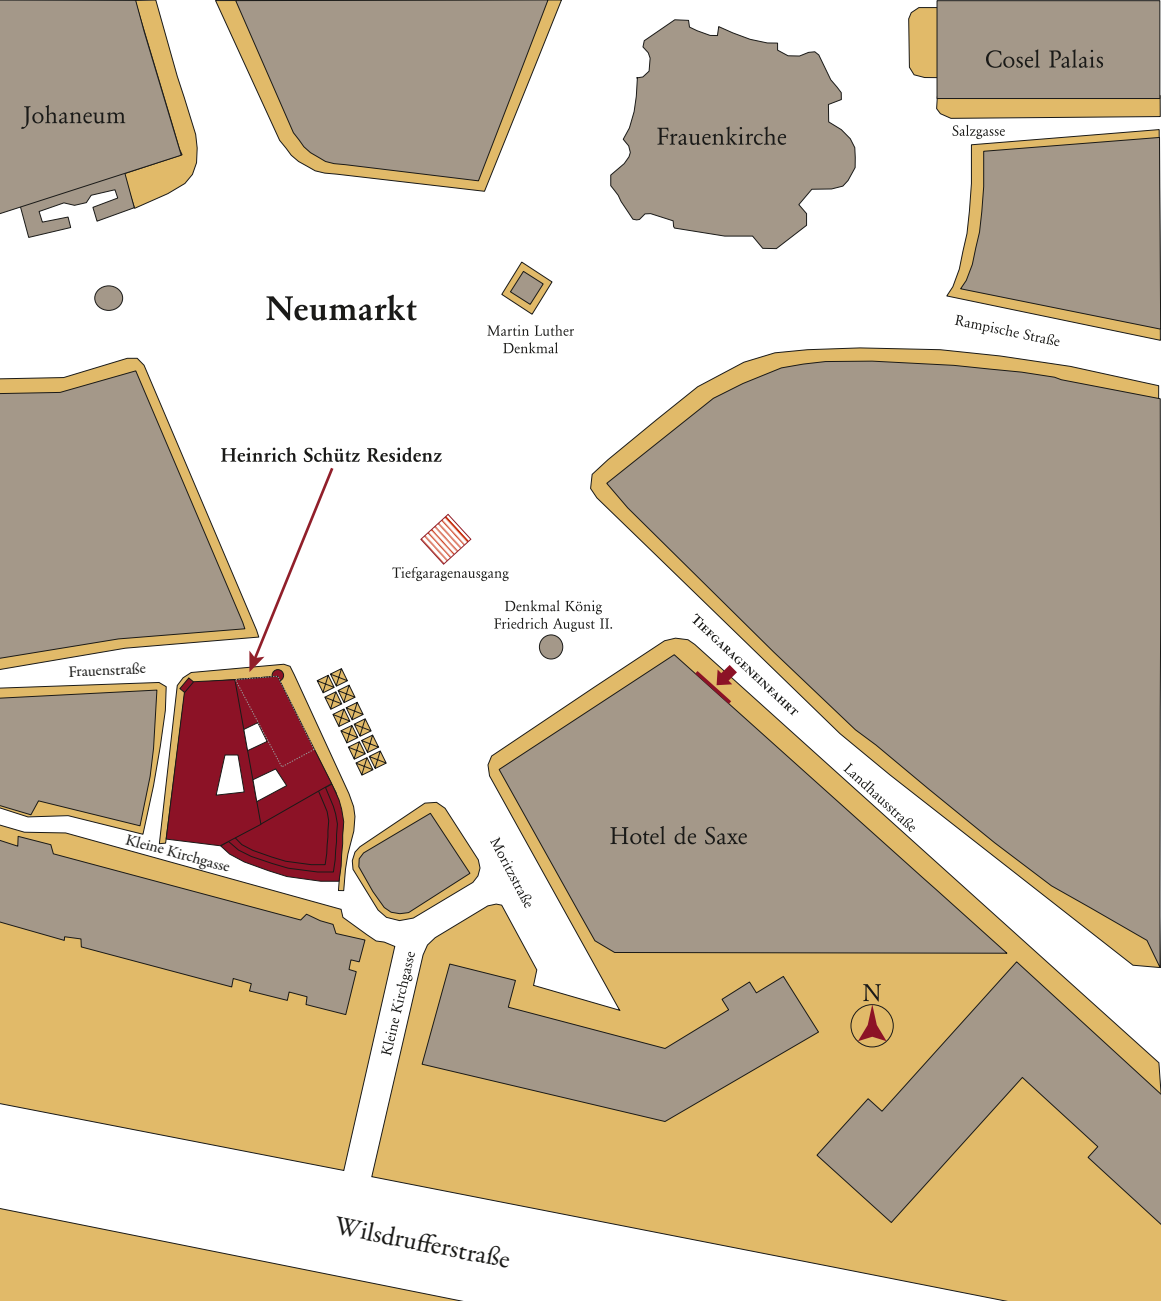 Cosel Palais
Johaneum
Frauenkirche
Salzgasse
Neumarkt
Martin Luther
Denkmal
Rampische Straße
Heinrich Schütz Residenz
Tiefgaragenausgang
Denkmal König
Friedrich August II.
Tiefgarageneinfahrt
Frauenstraße
Landhausstraße
Hotel de Saxe
Moritzstraße
Kleine Kirchgasse
Kleine Kirchgasse
N
Wilsdrufferstraße